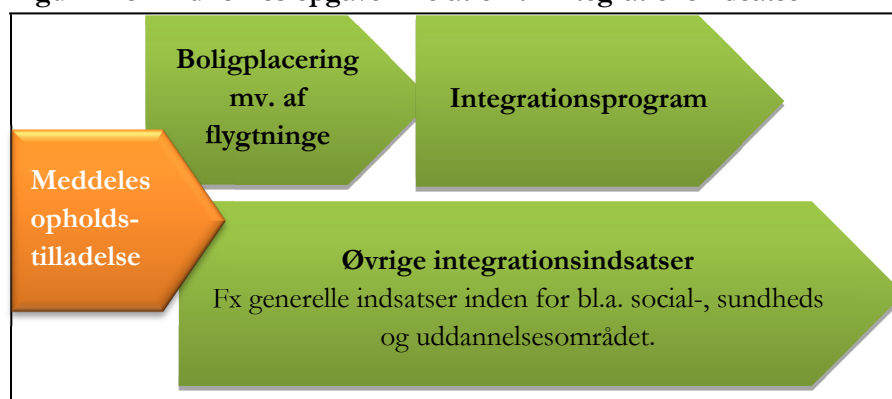 Boligplacering
mv. af
flygtninge
Integrationsprogram
Meddeles
opholds-
tilladelse
Øvrige integrationsindsatser
Fx generelle indsatser inden for bl.a. social-, sundheds
og uddannelsesområdet.